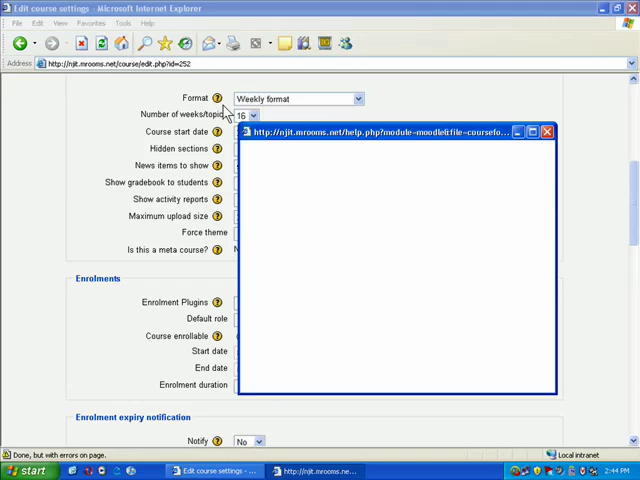 Edit course settings - Microsoft Internet Explorer
File Edit View Favorites Tools Help
Address http://njit.mrooms.net/course/edit.php?id=252
Format Weekly format
Number of weeks/topic 16
Course start date
http://njit.mrooms.net/help.php?module=moodle&file=coursefo...
Hidden sections
News items to show
Show gradebook to students
Show activity reports
Maximum upload size
Force theme
Is this a meta course?
Enrolments
Enrolment Plugins
Default role
Course enrollable
Start date
End date
Enrolment duration
Enrolment expiry notification
Notify No
Done, but with errors on page. Local intranet
start Edit course settings - ... http://njit.mrooms.ne... 2:44 PM